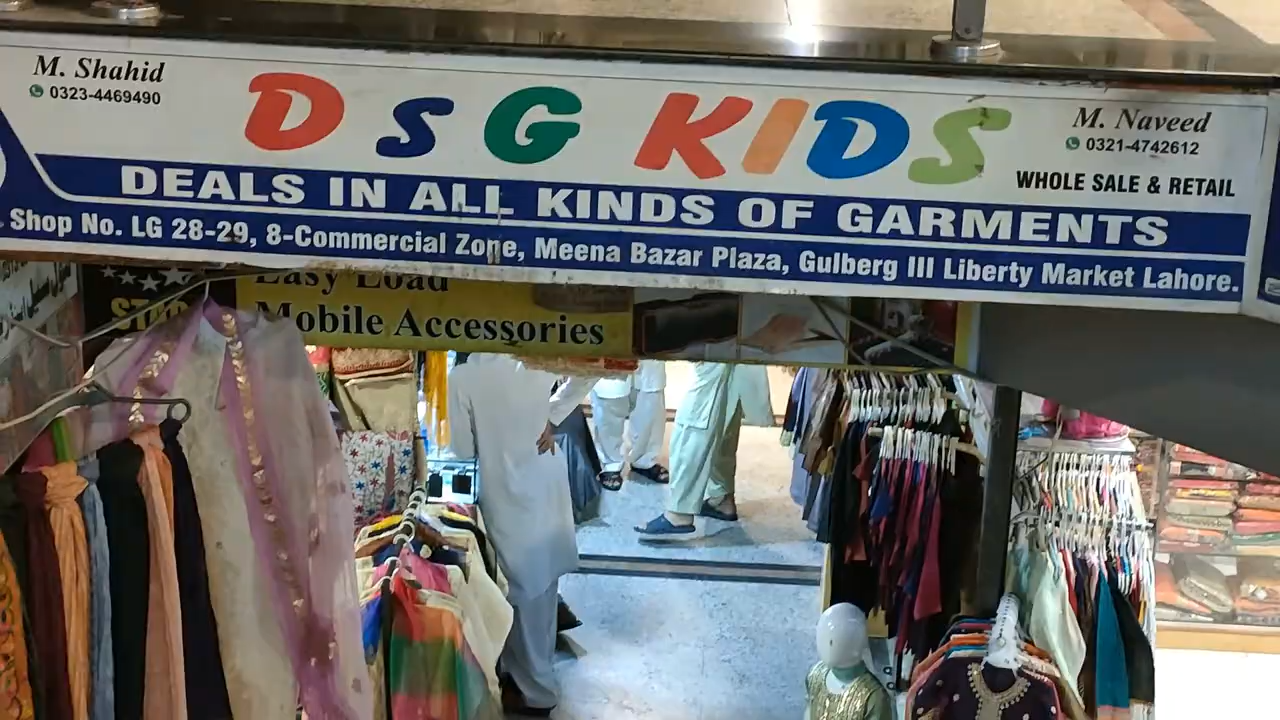 M. Shahid
0323-4469490
DSG KIDS
M. Naveed
0321-4742612
WHOLE SALE & RETAIL
DEALS IN ALL KINDS OF GARMENTS
Shop No. LG 28-29, 8-Commercial Zone, Meena Bazar Plaza, Gulberg III Liberty Market Lahore.
Easy Load
Mobile Accessories